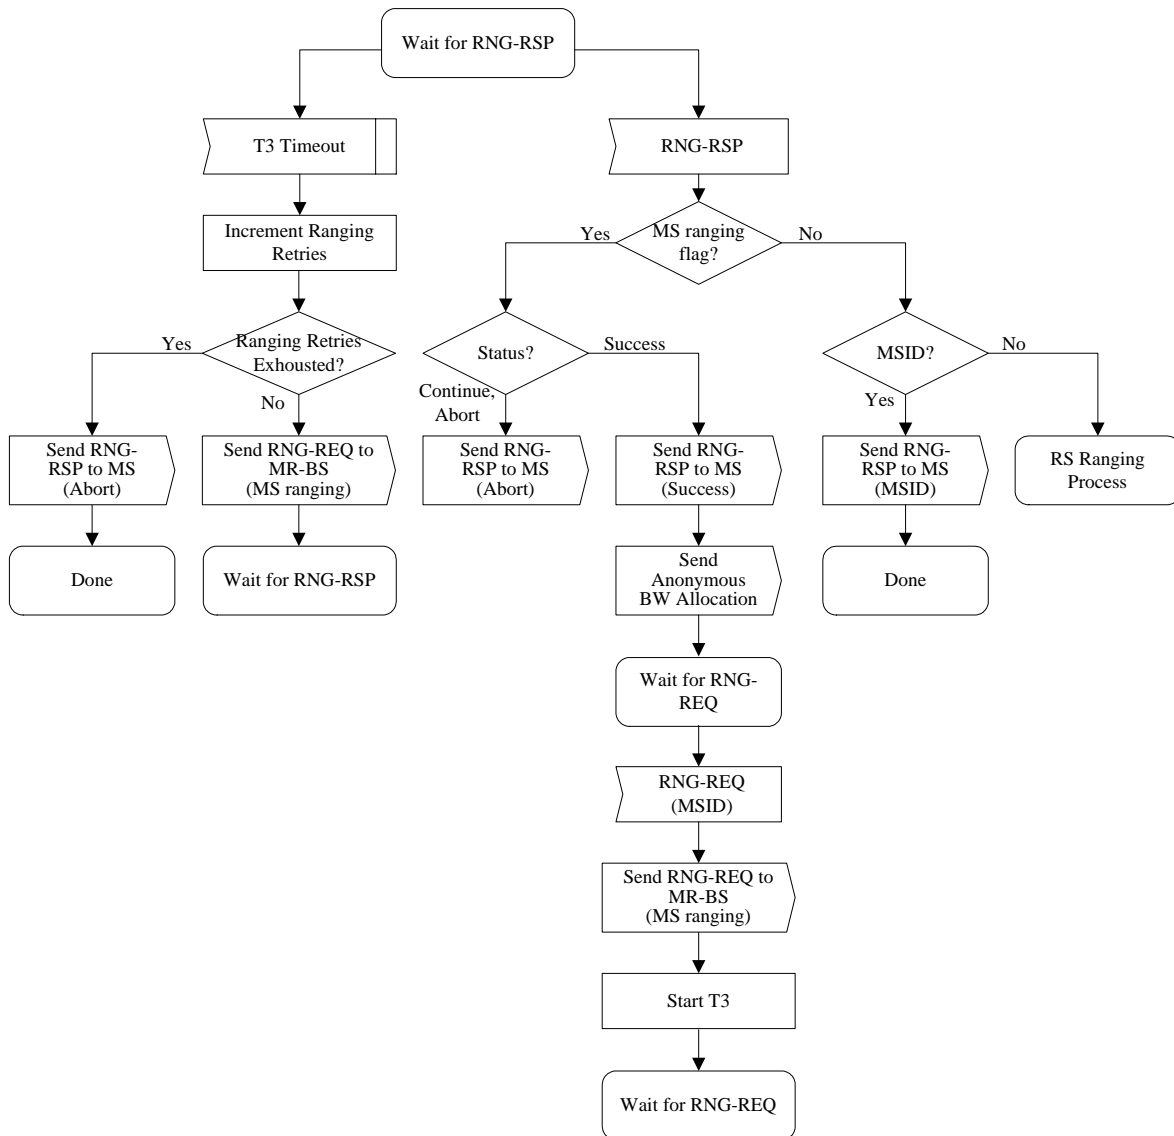 Wait for RNG-RSP
T3 Timeout
RNG-RSP
Increment Ranging
Retries
Yes
MS ranging
flag?
No
Yes
Ranging Retries
Exhousted?
No
Status?
Success
Continue,
Abort
MSID?
No
Yes
Send RNG-
RSP to MS
(Abort)
Send RNG-REQ to
MR-BS
(MS ranging)
Send RNG-
RSP to MS
(Abort)
Send RNG-
RSP to MS
(Success)
Send RNG-
RSP to MS
(MSID)
RS Ranging
Process
Done
Wait for RNG-RSP
Send
Anonymous
BW Allocation
Done
Wait for RNG-
REQ
RNG-REQ
(MSID)
Send RNG-REQ to
MR-BS
(MS ranging)
Start T3
Wait for RNG-REQ